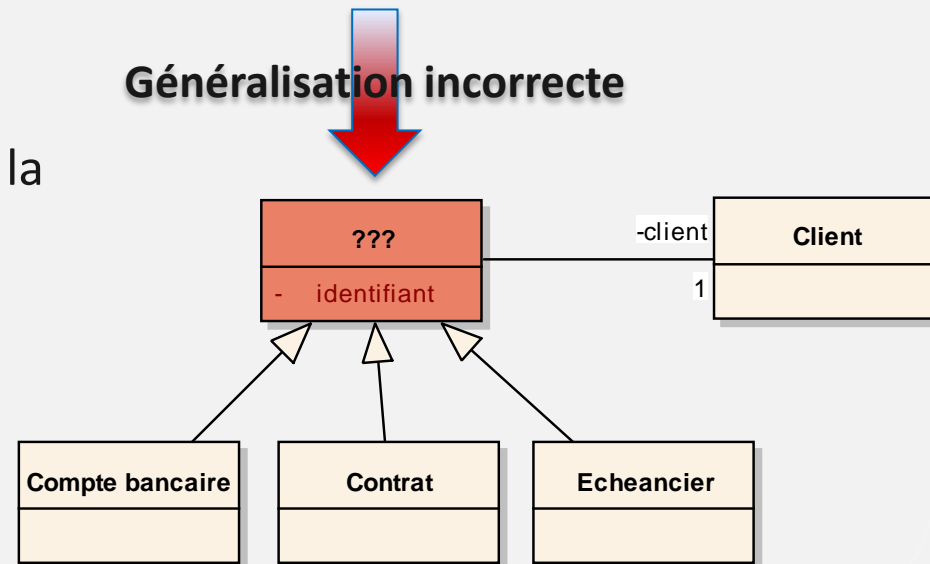 Généralisation incorrecte
la
???
- identifiant
-client
1
Client
Compte bancaire
Contrat
Echeancier